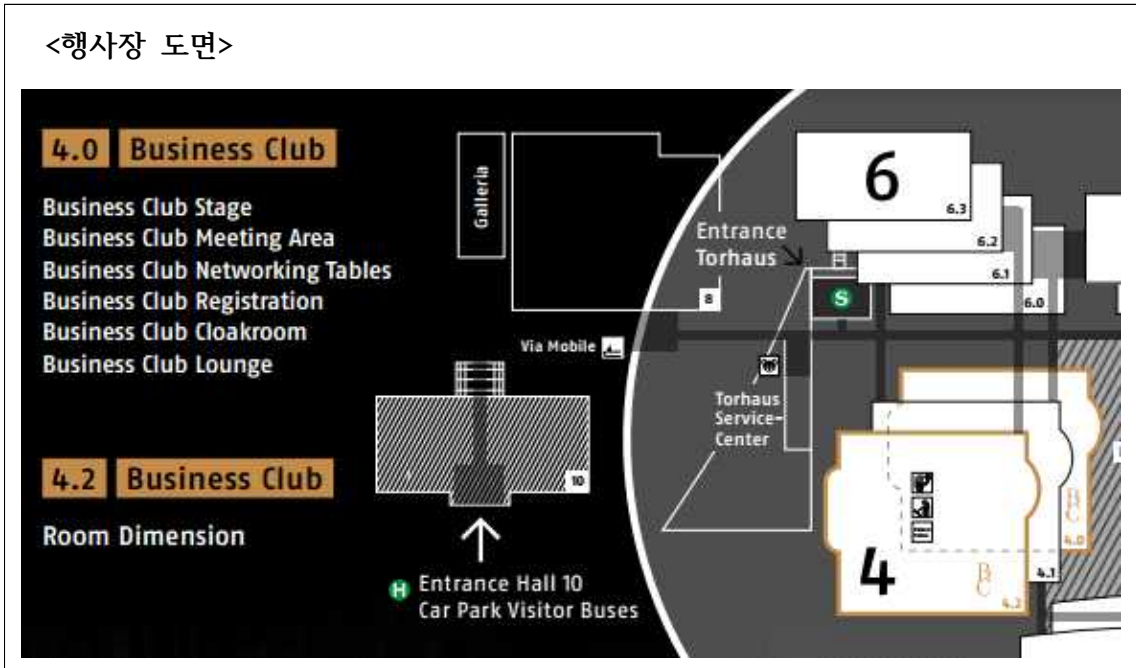 <행사장 도면>
4.0 Business Club
Business Club Stage
Business Club Meeting Area
Business Club Networking Tables
Business Club Registration
Business Club Cloakroom
Business Club Lounge
4.2 Business Club
Room Dimension
Galleria
8
Via Mobile
10
H Entrance Hall 10
Car Park Visitor Buses
Entrance
Torhaus
S
Torhaus
Service-
Center
6
6.3
6.2
6.1
6.0
4
BC
4.0
4.1
BC
4.2